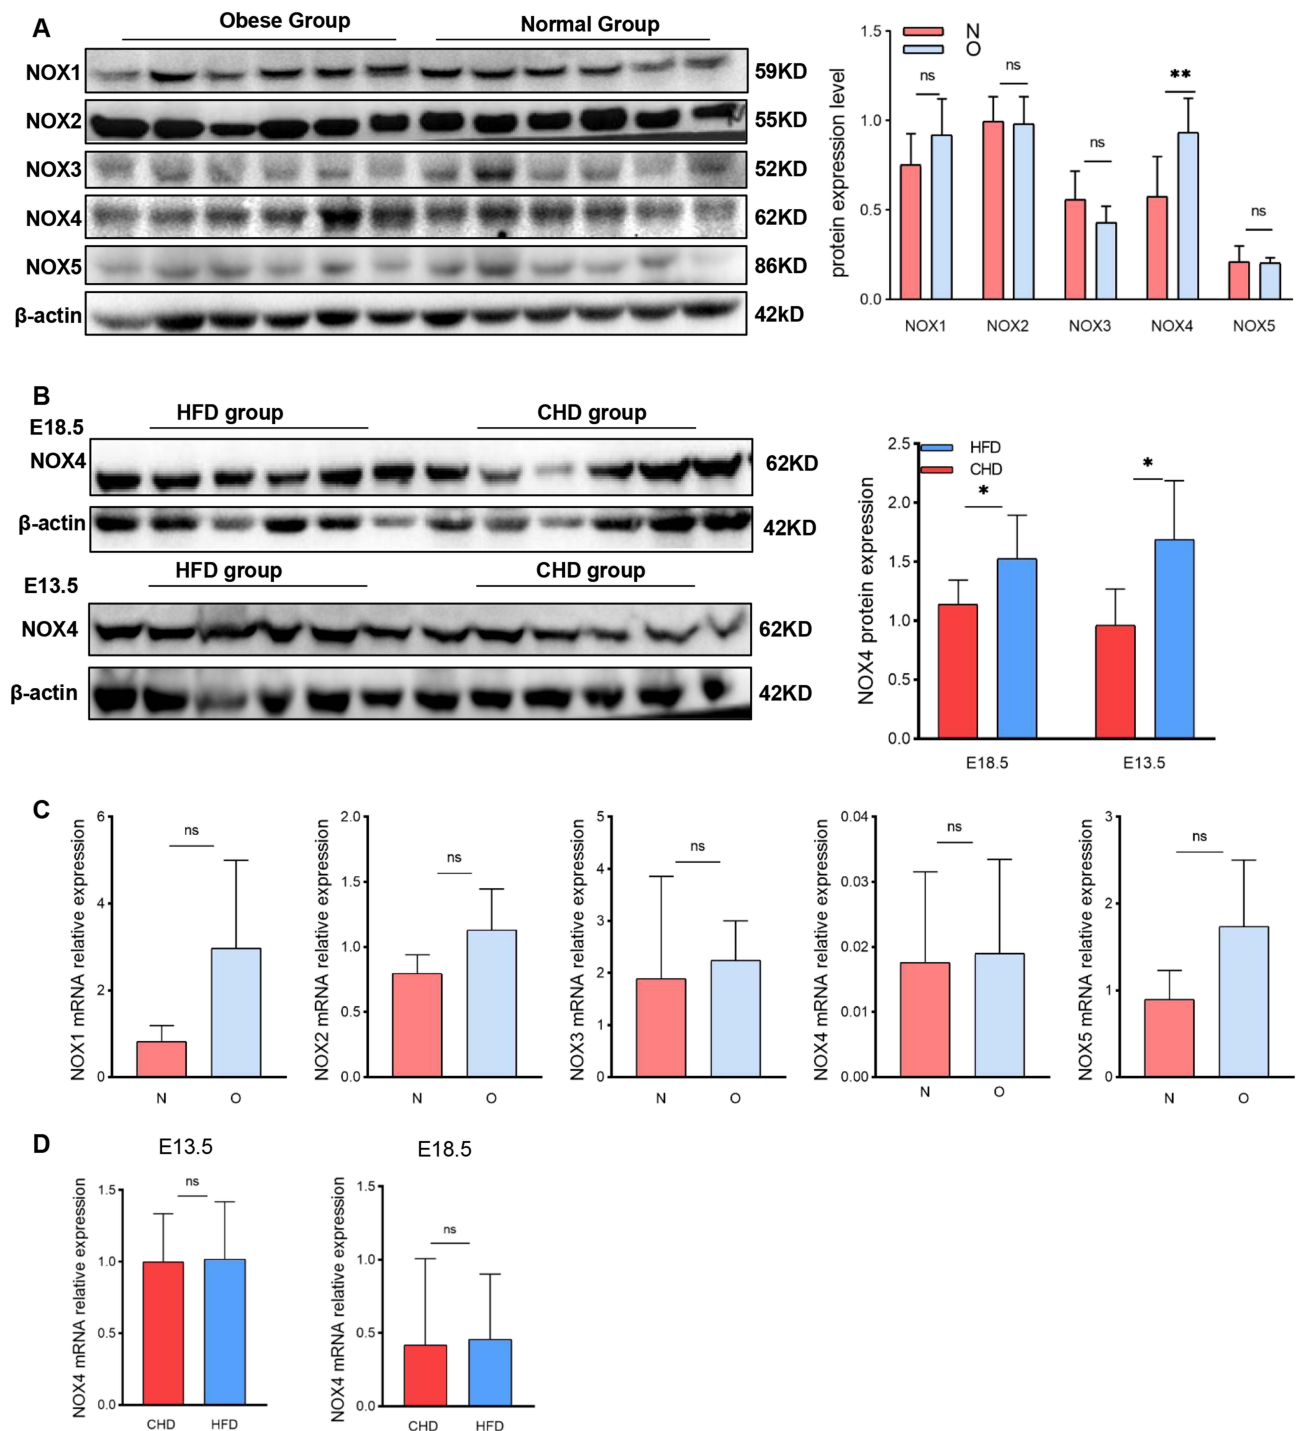 A
Obese Group
Normal Group
NOX1
59KD
NOX2
55KD
NOX3
52KD
NOX4
62KD
NOX5
86KD
β-actin
42kD
N
O
protein expression level
1.5
1.0
0.5
0.0
ns
ns
ns
**
ns
NOX1 NOX2 NOX3 NOX4 NOX5
B
HFD group
CHD group
E18.5
NOX4
62KD
β-actin
42KD
HFD group
CHD group
E13.5
NOX4
62KD
β-actin
42KD
HFD
CHD
NOX4 protein expression
2.5
2.0
1.5
1.0
0.5
0.0
*
*
E18.5 E13.5
C
NOX1 mRNA relative expression
6
4
2
0
ns
N O
NOX2 mRNA relative expression
2.0
1.5
1.0
0.5
0.0
ns
N O
NOX3 mRNA relative expression
5
4
3
2
1
0
ns
N O
NOX4 mRNA relative expression
0.04
0.03
0.02
0.01
0.00
ns
N O
NOX5 mRNA relative expression
3
2
1
0
ns
N O
D
E13.5
NOX4 mRNA relative expression
1.5
1.0
0.5
0.0
ns
CHD HFD
E18.5
NOX4 mRNA relative expression
1.5
1.0
0.5
0.0
ns
CHD HFD